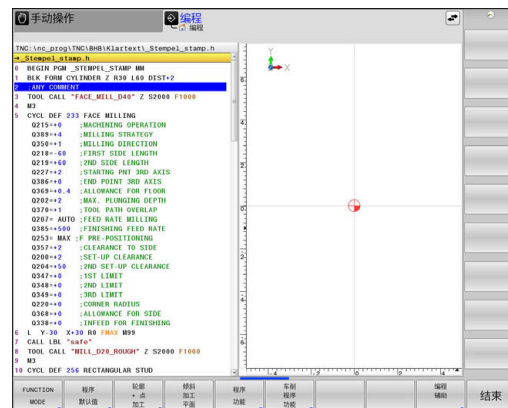 手动操作
编程
编程
TNC:\nc_prog\TNC\BHB\Klartext\_Stempel_stamp.h
→_Stempel_stamp.h
0 BEGIN PGM _STEMPEL_STAMP MM
1 BLK FORM CYLINDER Z R30 L60 DIST+2
2 ;ANY COMMENT
3 TOOL CALL "FACE_MILL_D40" Z S2000 F1000
4 M3
5 CYCL DEF 233 FACE MILLING
Q215=+0 ;MACHINING OPERATION
Q389=+4 ;MILLING STRATEGY
Q350=+1 ;MILLING DIRECTION
Q218=-60 ;FIRST SIDE LENGTH
Q219=+60 ;2ND SIDE LENGTH
Q227=+2 ;STARTNG PNT 3RD AXIS
Q386=+0 ;END POINT 3RD AXIS
Q369=+0.4 ;ALLOWANCE FOR FLOOR
Q202=+2 ;MAX. PLUNGING DEPTH
Q370=+1 ;TOOL PATH OVERLAP
Q207= AUTO ;FEED RATE MILLING
Q385=+500 ;FINISHING FEED RATE
Q253= MAX ;F PRE-POSITIONING
Q357=+2 ;CLEARANCE TO SIDE
Q200=+2 ;SET-UP CLEARANCE
Q204=+50 ;2ND SET-UP CLEARANCE
Q347=+0 ;1ST LIMIT
Q348=+0 ;2ND LIMIT
Q349=+0 ;3RD LIMIT
Q220=+0 ;CORNER RADIUS
Q368=+0 ;ALLOWANCE FOR SIDE
Q338=+0 ;INFEED FOR FINISHING
6 L Y-30 X+30 R0 FMAX M99
7 CALL LBL "safe"
8 TOOL CALL "MILL_D20_ROUGH" Z S2000 F1000
9 M3
10 CYCL DEF 256 RECTANGULAR STUD
Y
X
FUNCTION MODE
程序 默认值
轮廓 + 点 加工
倾斜 加工 平面
程序 功能
车削 程序 功能
编程 辅助
结束